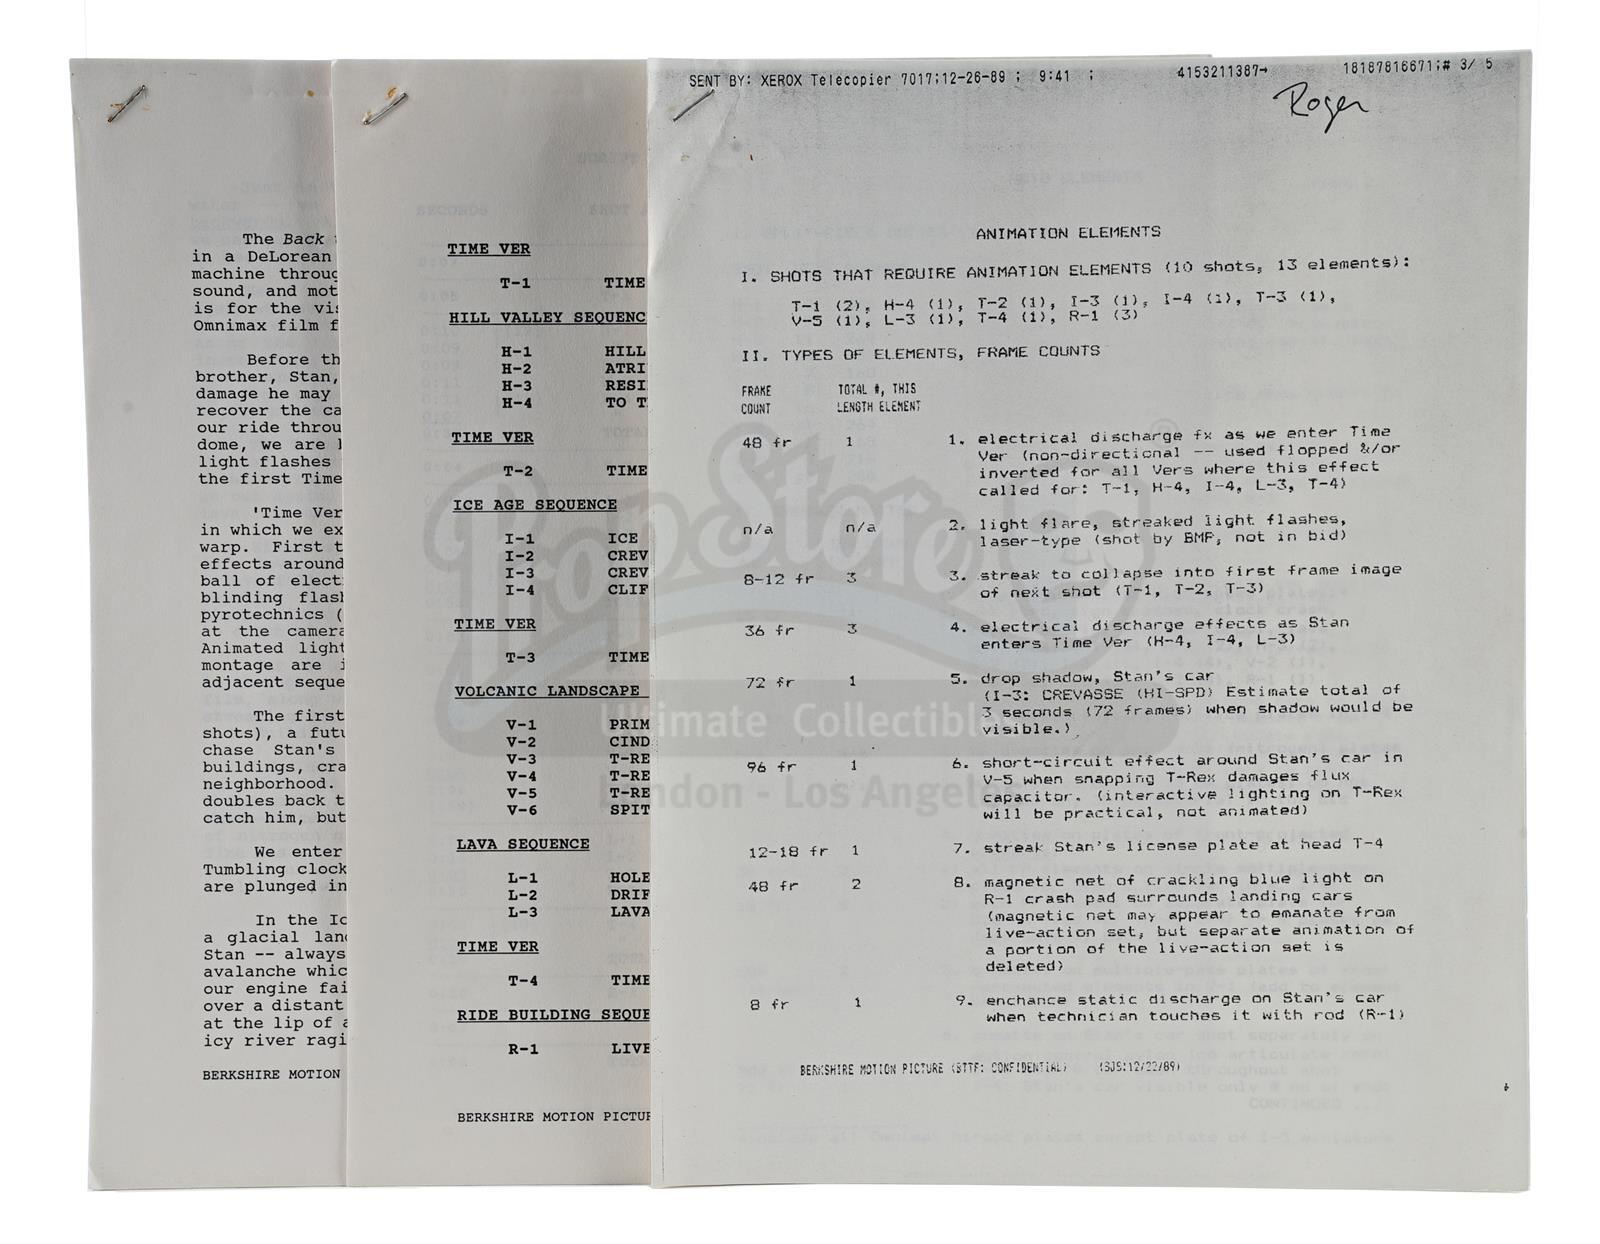 The Back
in a DeLorean
machine throug
sound, and mot
is for the vis
Omnimax film f
Before th
brother, Stan,
damage he may
recover the ca
our ride throu
dome, we are
light flashes
the first Time
'Time Ver
in which we ex
warp. First t
effects around
ball of elect
blinding flas
pyrotechnics (
at the camera
Animated light
montage are i
adjacent seque
The first
shots), a futu
chase Stan's
buildings, cra
neighborhood.
doubles back t
catch him, but
We enter
Tumbling clock
are plunged in
In the Ic
a glacial lan
Stan -- always
avalanche whic
our engine fai
over a distant
at the lip of a
icy river ragi
BERKSHIRE MOTION
SECONDS
TIME VER
T-1 TIME
HILL VALLEY SEQUENC
H-1 HILL
H-2 ATRI
H-3 RESI
H-4 TO T
TIME VER
T-2 TIME
ICE AGE SEQUENCE
I-1 ICE
I-2 CREV
I-3 CREV
I-4 CLIF
TIME VER
T-3 TIME
VOLCANIC LANDSCAPE
V-1 PRIM
V-2 CIND
V-3 T-RE
V-4 T-RE
V-5 T-RE
V-6 SPIT
LAVA SEQUENCE
L-1 HOLE
L-2 DRIF
L-3 LAVA
TIME VER
T-4 TIME
RIDE BUILDING SEQUE
R-1 LIVE
BERKSHIRE MOTION PICTUR
SENT BY: XEROX Telecopier 7017;12-26-89 ; 9:41 ; 4153211387→ 18187816671;# 3/ 5
Roger
ANIMATION ELEMENTS
I. SHOTS THAT REQUIRE ANIMATION ELEMENTS (10 shots, 13 elements):
T-1 (2), H-4 (1), T-2 (1), I-3 (1), I-4 (1), T-3 (1),
V-5 (1), L-3 (1), T-4 (1), R-1 (3)
II. TYPES OF ELEMENTS, FRAME COUNTS
FRAME TOTAL #, THIS
COUNT LENGTH ELEMENT
48 fr 1 1. electrical discharge fx as we enter Time
Ver (non-directional -- used flopped &/or
inverted for all Vers where this effect
called for: T-1, H-4, I-4, L-3, T-4)
n/a n/a 2. light flare, streaked light flashes,
laser-type (shot by BMP, not in bid)
8-12 fr 3 3. streak to collapse into first frame image
of next shot (T-1, T-2, T-3)
36 fr 3 4. electrical discharge effects as Stan
enters Time Ver (H-4, I-4, L-3)
72 fr 1 5. drop shadow, Stan's car
(I-3: CREVASSE (HI-SPD) Estimate total of
3 seconds (72 frames) when shadow would be
visible.)
96 fr 1 6. short-circuit effect around Stan's car in
V-5 when snapping T-Rex damages flux
capacitor. (interactive lighting on T-Rex
will be practical, not animated)
12-18 fr 1 7. streak Stan's license plate at head T-4
48 fr 2 8. magnetic net of crackling blue light on
R-1 crash pad surrounds landing cars
(magnetic net may appear to emanate from
live-action set, but separate animation of
a portion of the live-action set is
deleted)
8 fr 1 9. enchance static discharge on Stan's car
when technician touches it with rod (R-1)
BERKSHIRE MOTION PICTURE (BTTF: CONFIDENTIAL) (SJS:12/22/89)
Prop Store
Ultimate Collectibles
London - Los Angeles